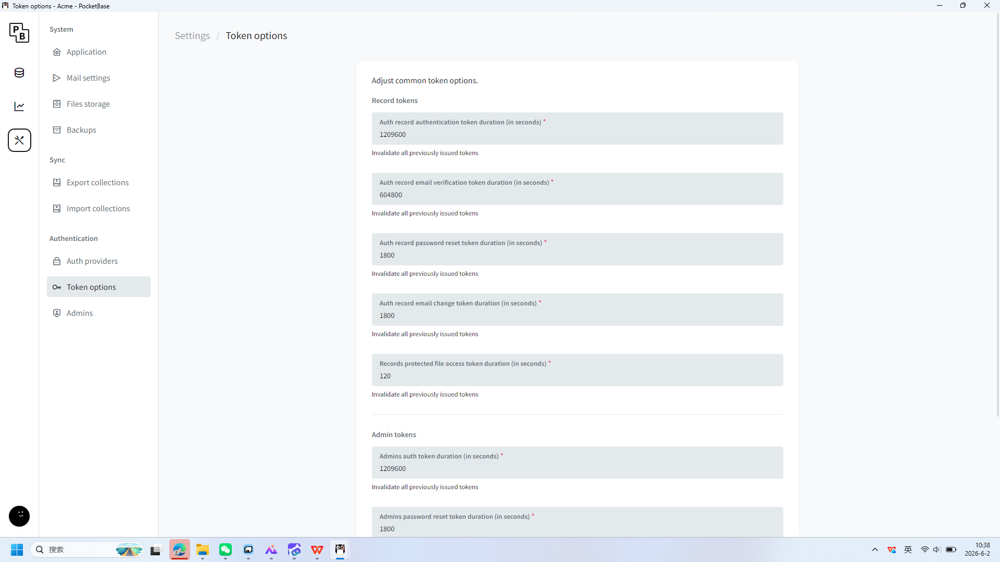 Token options - Acme - PocketBase
P
B
System
Application
Mail settings
Files storage
Backups
Sync
Export collections
Import collections
Authentication
Auth providers
Token options
Admins
Settings / Token options
Adjust common token options.
Record tokens
Auth record authentication token duration (in seconds) *
1209600
Invalidate all previously issued tokens
Auth record email verification token duration (in seconds) *
604800
Invalidate all previously issued tokens
Auth record password reset token duration (in seconds) *
1800
Invalidate all previously issued tokens
Auth record email change token duration (in seconds) *
1800
Invalidate all previously issued tokens
Records protected file access token duration (in seconds) *
120
Invalidate all previously issued tokens
Admin tokens
Admins auth token duration (in seconds) *
1209600
Invalidate all previously issued tokens
Admins password reset token duration (in seconds) *
1800
搜索
英
10:38
2026-6-2